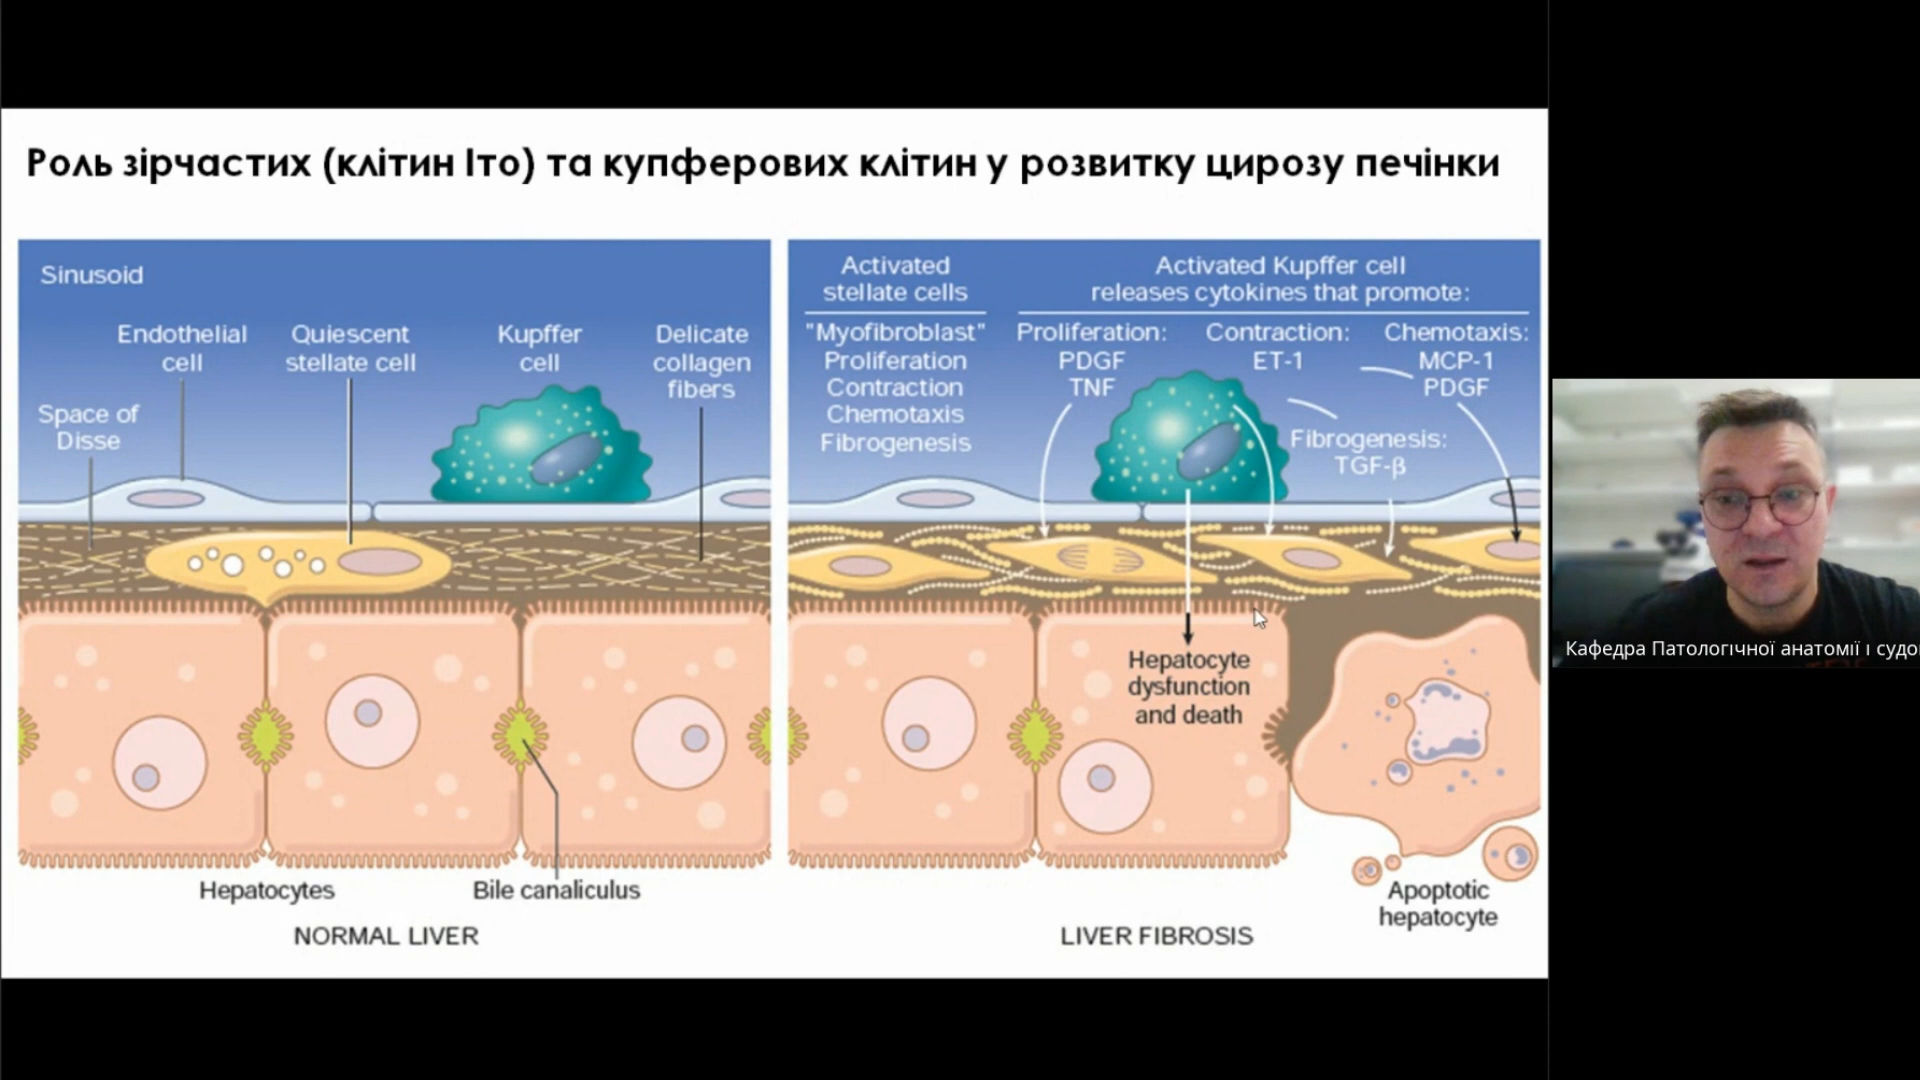 Роль зірчастих (клітин Іто) та купферових клітин у розвитку цирозу печінки
Sinusoid
Endothelial
cell
Quiescent
stellate cell
Kupffer
cell
Delicate
collagen
fibers
Space of
Disse
Hepatocytes
Bile canaliculus
NORMAL LIVER
Activated
stellate cells
"Myofibroblast"
Proliferation
Contraction
Chemotaxis
Fibrogenesis
Activated Kupffer cell
releases cytokines that promote:
Proliferation:
PDGF
TNF
Contraction:
ET-1
Chemotaxis:
MCP-1
PDGF
Fibrogenesis:
TGF-β
Hepatocyte
dysfunction
and death
Apoptotic
hepatocyte
LIVER FIBROSIS
Кафедра Патологічної анатомії і судо